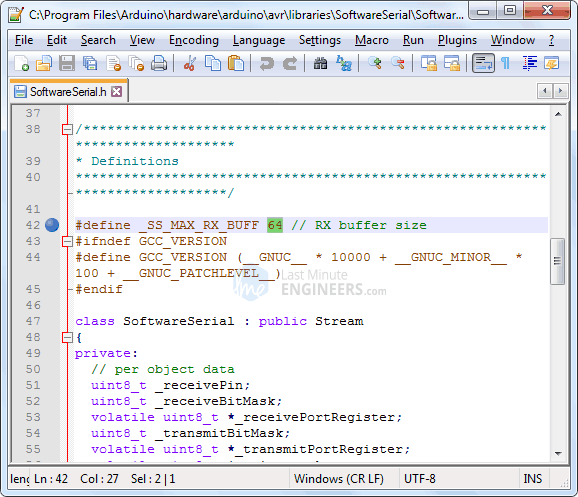 C:\Program Files\Arduino\hardware\arduino\avr\libraries\SoftwareSerial\Softwar...
File Edit Search View Encoding Language Settings Macro Run Plugins Window ?
SoftwareSerial.h
37
38 /*********************************************************
********************
39 * Definitions
40 **********************************************************
*******************/
41
42 #define _SS_MAX_RX_BUFF 64 // RX buffer size
43 #ifndef GCC_VERSION
44 #define GCC_VERSION (__GNUC__ * 10000 + __GNUC_MINOR__ *
100 + __GNUC_PATCHLEVEL__)
45 #endif
46
47 class SoftwareSerial : public Stream
48 {
49 private:
50 // per object data
51 uint8_t _receivePin;
52 uint8_t _receiveBitMask;
53 volatile uint8_t *_receivePortRegister;
54 uint8_t _transmitBitMask;
55 volatile uint8_t *_transmitPortRegister;
56
Last Minute
ENGINEERS.com
leng Ln : 42 Col : 27 Sel : 2 | 1 Windows (CR LF) UTF-8 INS